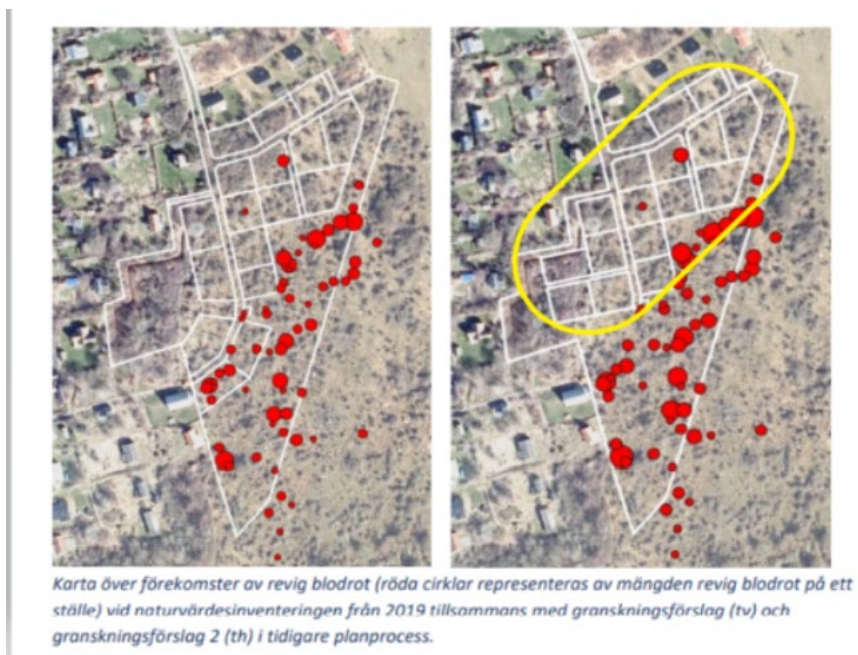 Karta över förekomster av revig blodrot (röda cirklar representeras av mängden revig blodrot på ett
ställe) vid naturvärdesinventeringen från 2019 tillsammans med granskningsförslag (tv) och
granskningsförslag 2 (th) i tidigare planprocess.